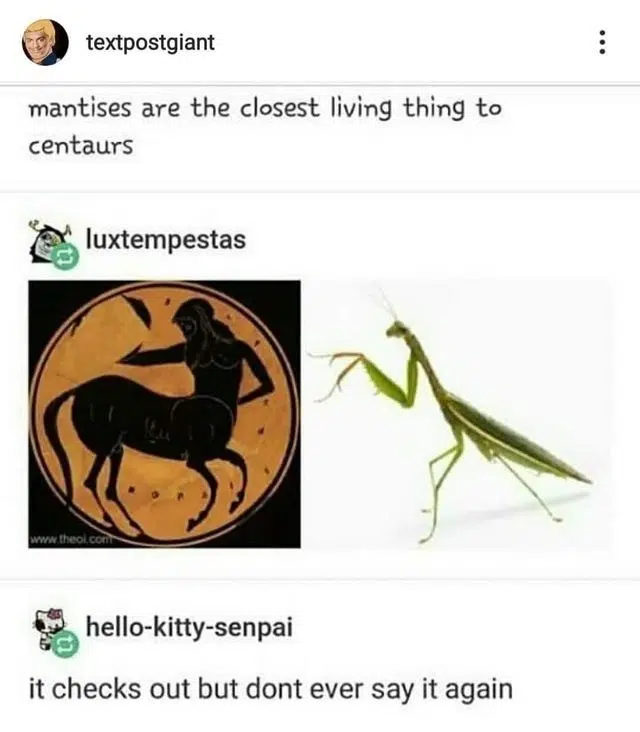 textpostgiant
mantises are the closest living thing to
centaurs
luxtempestas
www.theoi.com
hello-kitty-senpai
it checks out but dont ever say it again